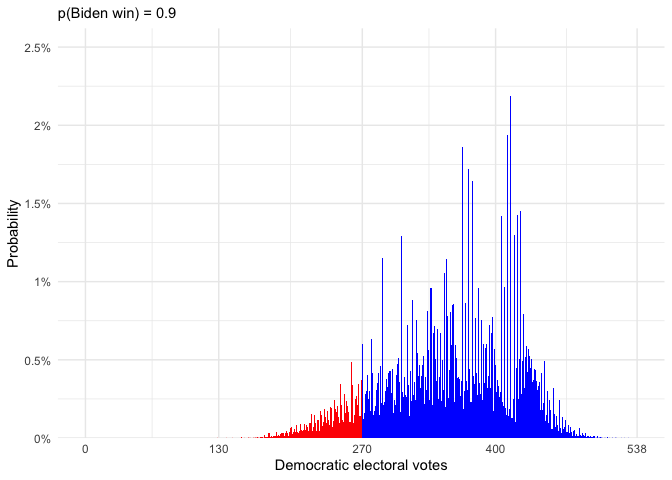 p(Biden win) = 0.9
2.5%
2%
1.5%
1%
0.5%
0%
Probability
0 130 270 400 538
Democratic electoral votes